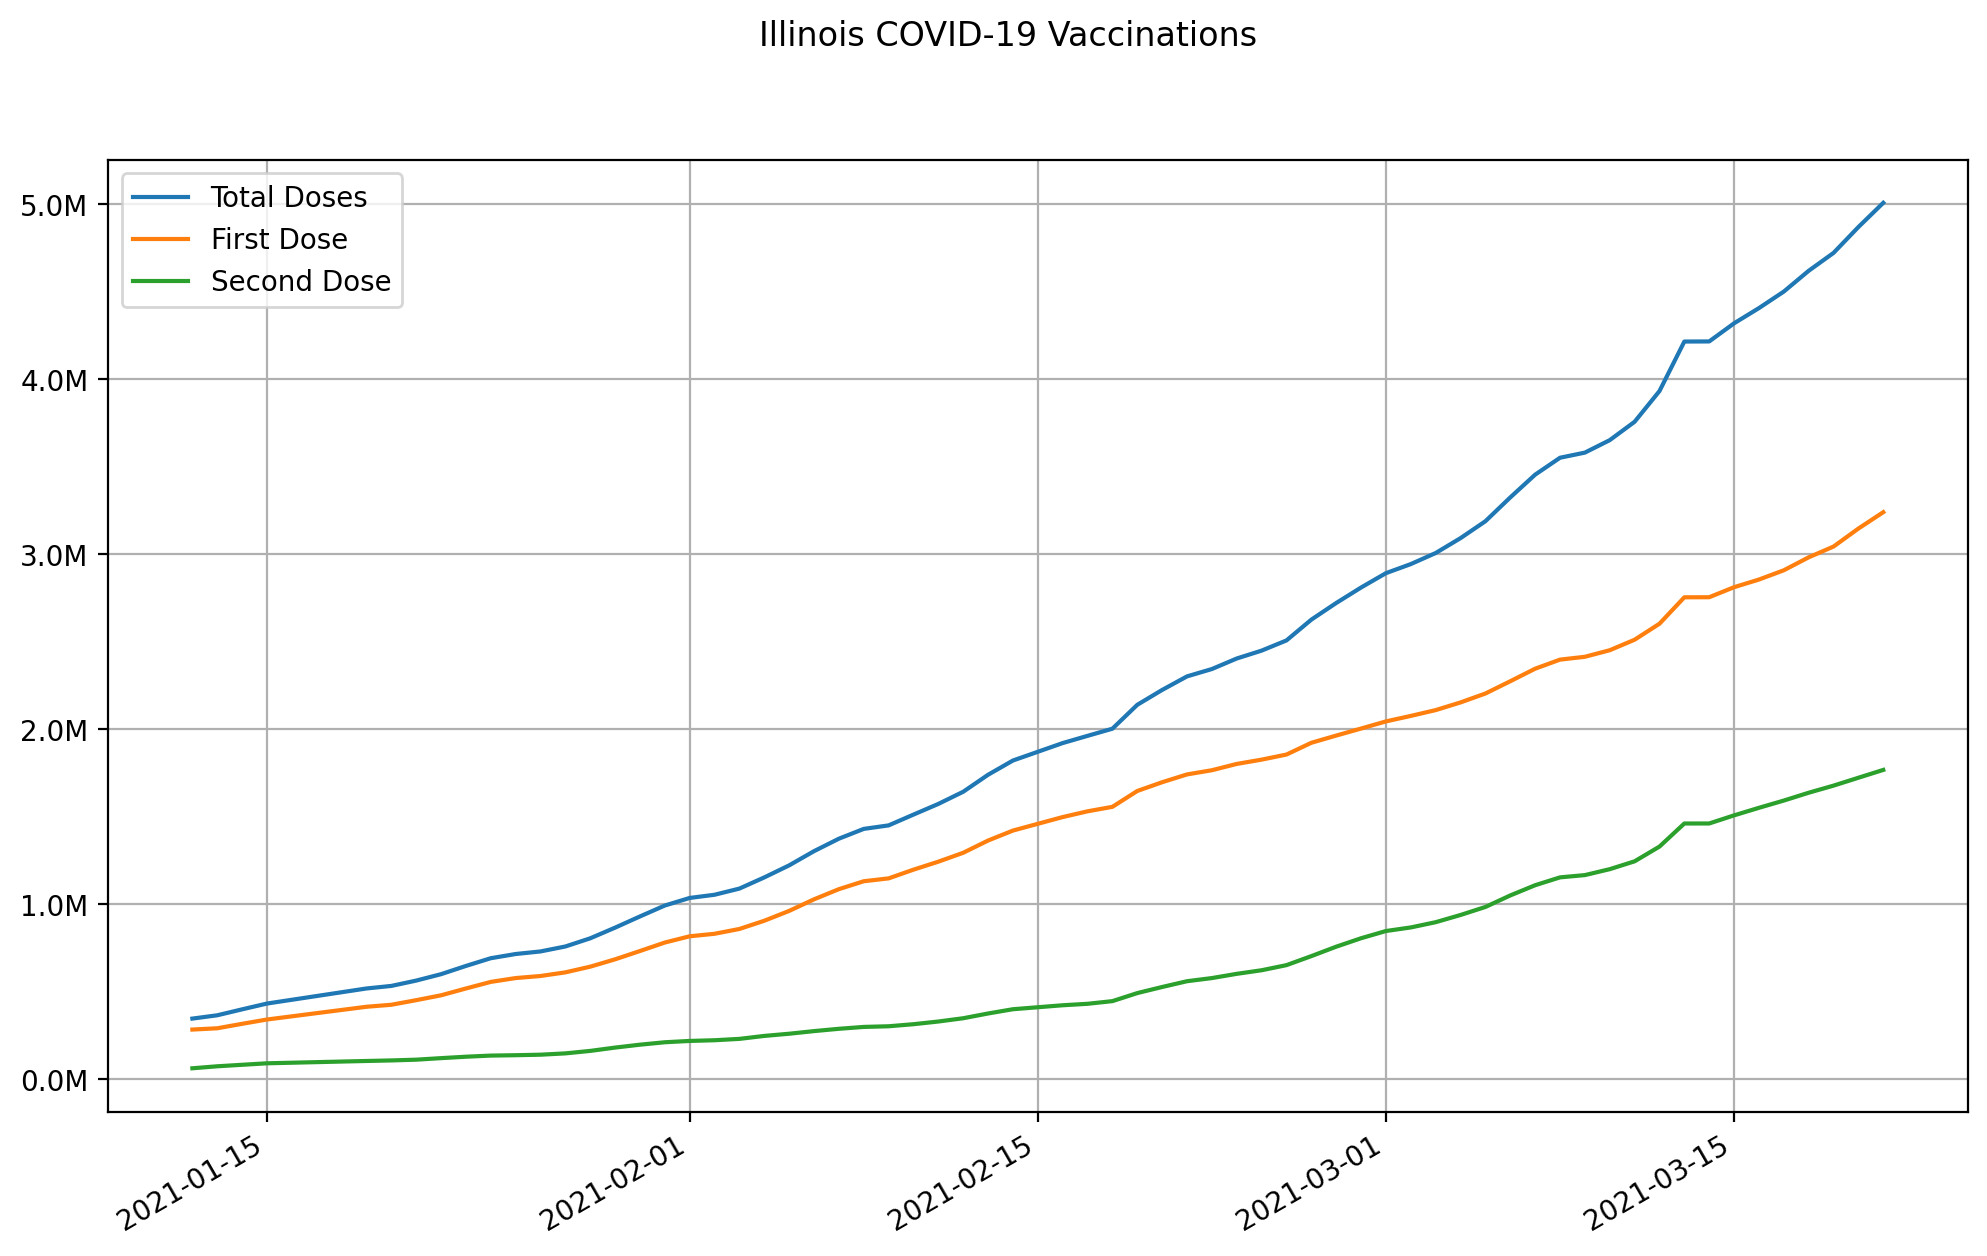 Illinois COVID-19 Vaccinations
Total Doses
First Dose
Second Dose
5.0M
4.0M
3.0M
2.0M
1.0M
0.0M
2021-01-15
2021-02-01
2021-02-15
2021-03-01
2021-03-15